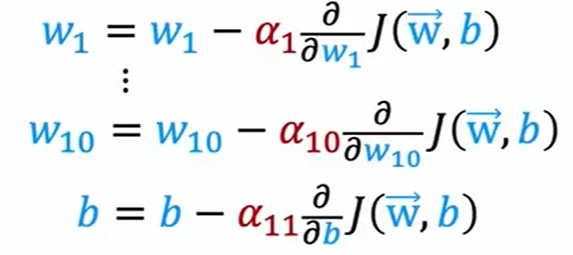 w₁ = w₁ − α₁ ∂/∂w₁ J(w⃗, b)
⋮
w₁₀ = w₁₀ − α₁₀ ∂/∂w₁₀ J(w⃗, b)
b = b − α₁₁ ∂/∂b J(w⃗, b)